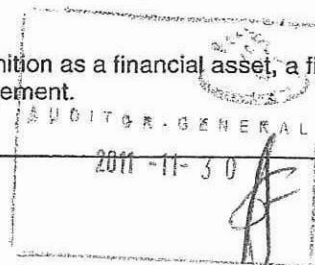 nition as a financial asset, a fi
ement.
AUDITOR-GENERAL
2011 -11- 30